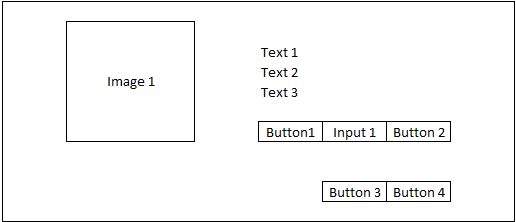 Image 1
Text 1
Text 2
Text 3
Button1 Input 1 Button 2
Button 3 Button 4